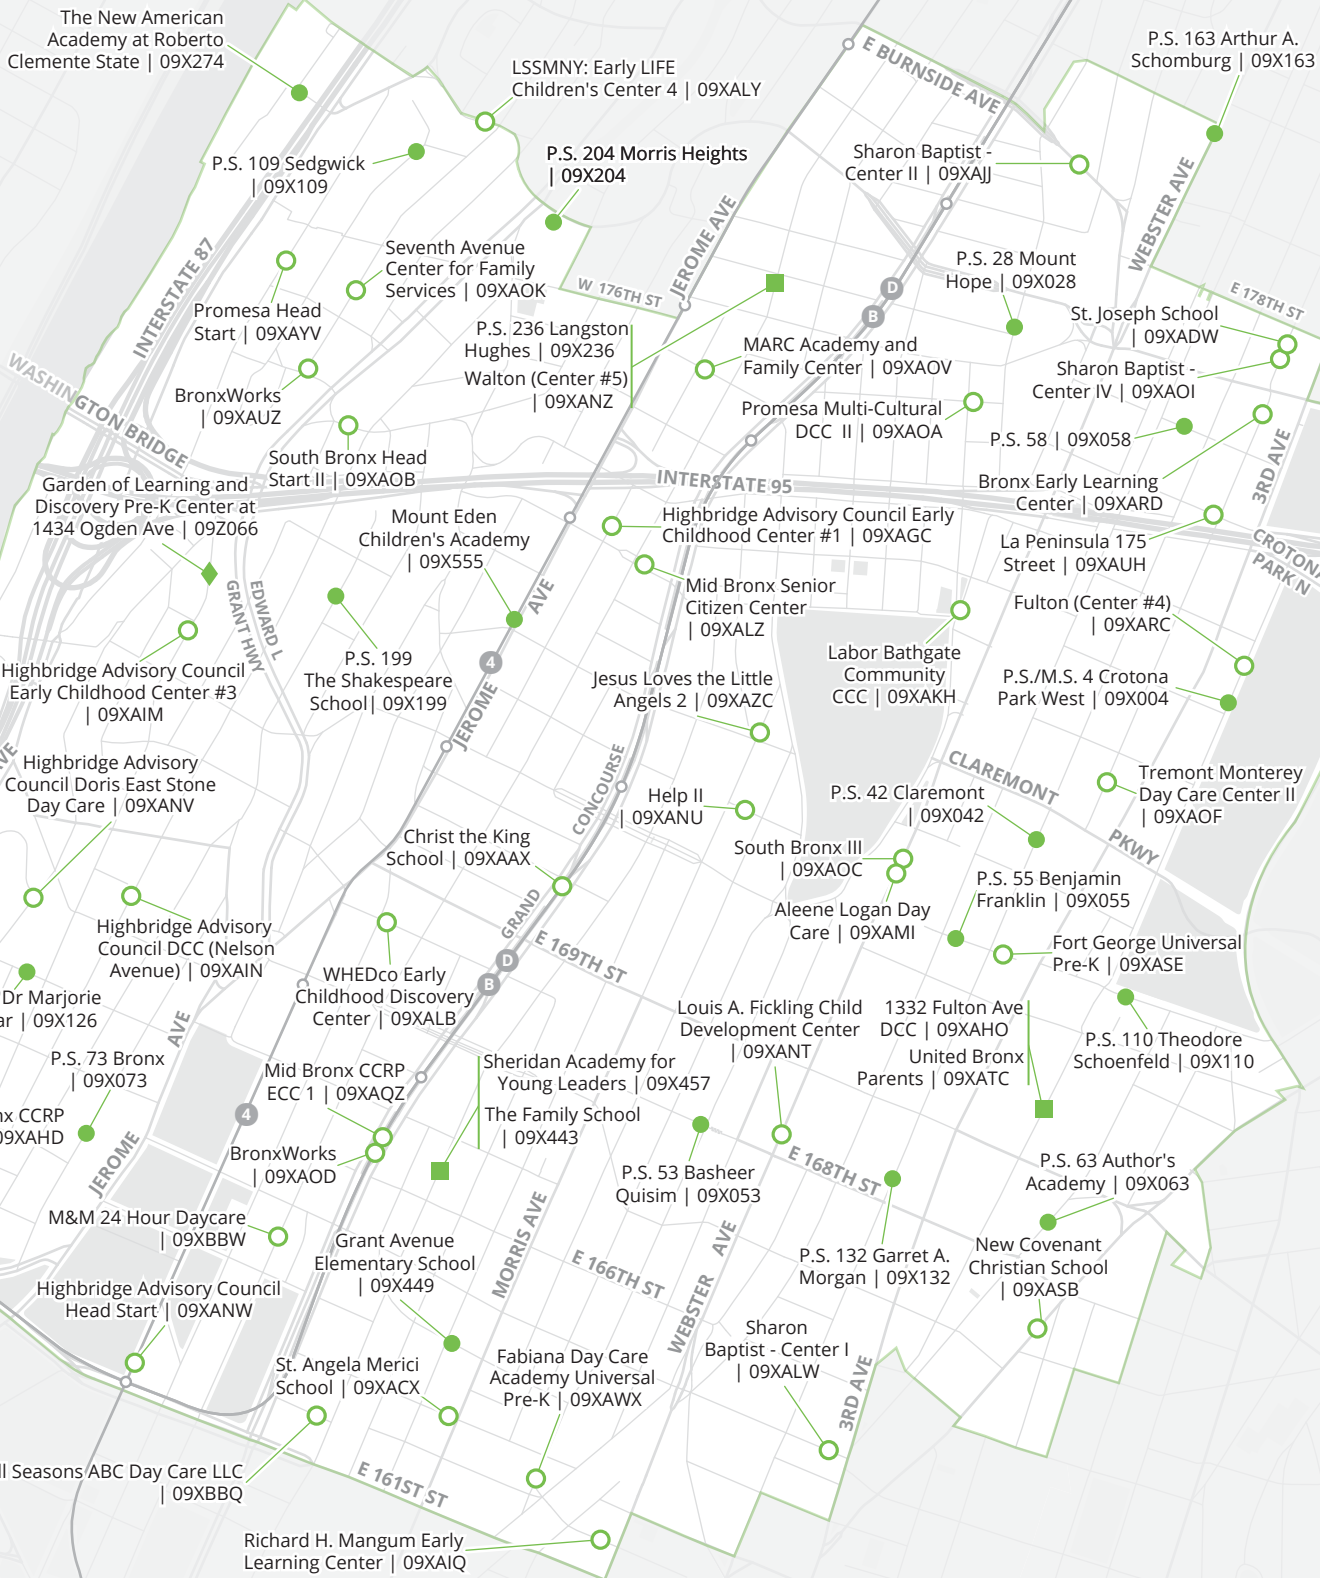 The New American
Academy at Roberto
Clemente State | 09X274
LSSMNY: Early LIFE
Children's Center 4 | 09XALY
P.S. 163 Arthur A.
Schomburg | 09X163
E BURNSIDE AVE
P.S. 109 Sedgwick
| 09X109
P.S. 204 Morris Heights
| 09X204
Sharon Baptist -
Center II | 09XAJJ
WEBSTER AVE
JEROME AVE
INTERSTATE 87
Seventh Avenue
Center for Family
Services | 09XAOK
P.S. 28 Mount
Hope | 09X028
W 176TH ST
E 178TH ST
D
B
Promesa Head
Start | 09XAYV
P.S. 236 Langston
Hughes | 09X236
Walton (Center #5)
| 09XANZ
MARC Academy and
Family Center | 09XAOV
St. Joseph School
| 09XADW
Sharon Baptist -
Center IV | 09XAOI
WASHINGTON BRIDGE
BronxWorks
| 09XAUZ
Promesa Multi-Cultural
DCC II | 09XAOA
P.S. 58 | 09X058
3RD AVE
South Bronx Head
Start II | 09XAOB
INTERSTATE 95
Bronx Early Learning
Center | 09XARD
Garden of Learning and
Discovery Pre-K Center at
1434 Ogden Ave | 09Z066
Mount Eden
Children's Academy
| 09X555
Highbridge Advisory Council Early
Childhood Center #1 | 09XAGC
La Peninsula 175
Street | 09XAUH
CROTONA
PARK N
EDWARD L
GRANT HWY
AVE
Mid Bronx Senior
Citizen Center
| 09XALZ
Fulton (Center #4)
| 09XARC
Highbridge Advisory Council
Early Childhood Center #3
| 09XAIM
P.S. 199
The Shakespeare
School| 09X199
4
JEROME
Jesus Loves the Little
Angels 2 | 09XAZC
Labor Bathgate
Community
CCC | 09XAKH
P.S./M.S. 4 Crotona
Park West | 09X004
Highbridge Advisory
Council Doris East Stone
Day Care | 09XANV
CONCOURSE
Help II
| 09XANU
CLAREMONT
PKWY
P.S. 42 Claremont
| 09X042
Tremont Monterey
Day Care Center II
| 09XAOF
Christ the King
School | 09XAAX
South Bronx III
| 09XAOC
P.S. 55 Benjamin
Franklin | 09X055
Aleene Logan Day
Care | 09XAMI
GRAND
Highbridge Advisory
Council DCC (Nelson
Avenue) | 09XAIN
E 169TH ST
D
B
Fort George Universal
Pre-K | 09XASE
WHEDco Early
Childhood Discovery
Center | 09XALB
Dr Marjorie
| 09X126
AVE
Louis A. Fickling Child
Development Center
| 09XANT
1332 Fulton Ave
DCC | 09XAHO
United Bronx
Parents | 09XATC
P.S. 110 Theodore
Schoenfeld | 09X110
P.S. 73 Bronx
| 09X073
Mid Bronx CCRP
ECC 1 | 09XAQZ
Sheridan Academy for
Young Leaders | 09X457
The Family School
| 09X443
4
CCRP
JEROME
BronxWorks
| 09XAOD
P.S. 53 Basheer
Quisim | 09X053
E 168TH ST
P.S. 63 Author's
Academy | 09X063
M&M 24 Hour Daycare
| 09XBBW
Grant Avenue
Elementary School
| 09X449
MORRIS AVE
E 166TH ST
WEBSTER AVE
P.S. 132 Garret A.
Morgan | 09X132
New Covenant
Christian School
| 09XASB
Highbridge Advisory Council
Head Start | 09XANW
St. Angela Merici
School | 09XACX
Fabiana Day Care
Academy Universal
Pre-K | 09XAWX
Sharon
Baptist - Center I
| 09XALW
3RD AVE
Seasons ABC Day Care LLC
| 09XBBQ
E 161ST ST
Richard H. Mangum Early
Learning Center | 09XAIQ